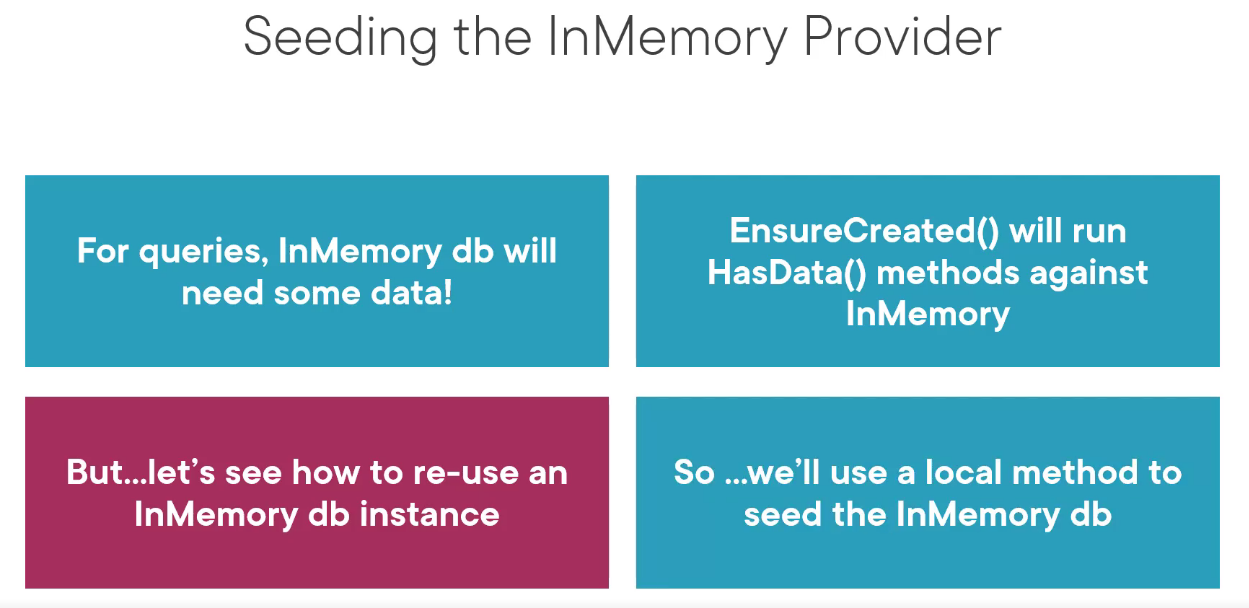 Seeding the InMemory Provider
For queries, InMemory db will
need some data!
EnsureCreated() will run
HasData() methods against
InMemory
But...let’s see how to re-use an
InMemory db instance
So ...we’ll use a local method to
seed the InMemory db